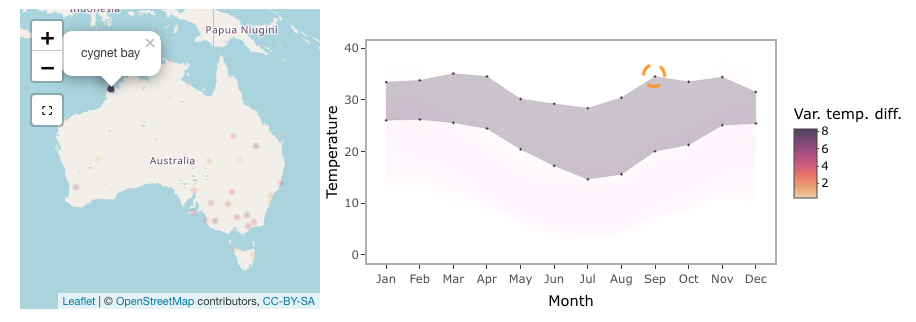 Indonesia
Papua Niugini
+
−
cygnet bay ×
Australia
Leaflet | © OpenStreetMap contributors, CC-BY-SA
40
30
20
10
0
Temperature
Jan Feb Mar Apr May Jun Jul Aug Sep Oct Nov Dec
Month
Var. temp. diff.
8
6
4
2